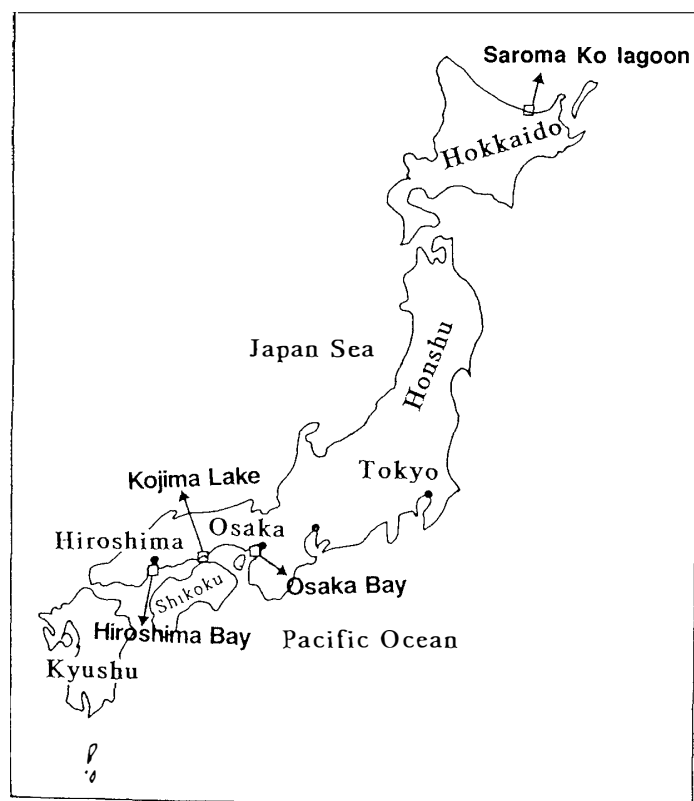 Saroma Ko lagoon
Hokkaido
Japan Sea
Honshu
Tokyo
Kojima Lake
Osaka
Hiroshima
Shikoku
Osaka Bay
Hiroshima Bay
Pacific Ocean
Kyushu